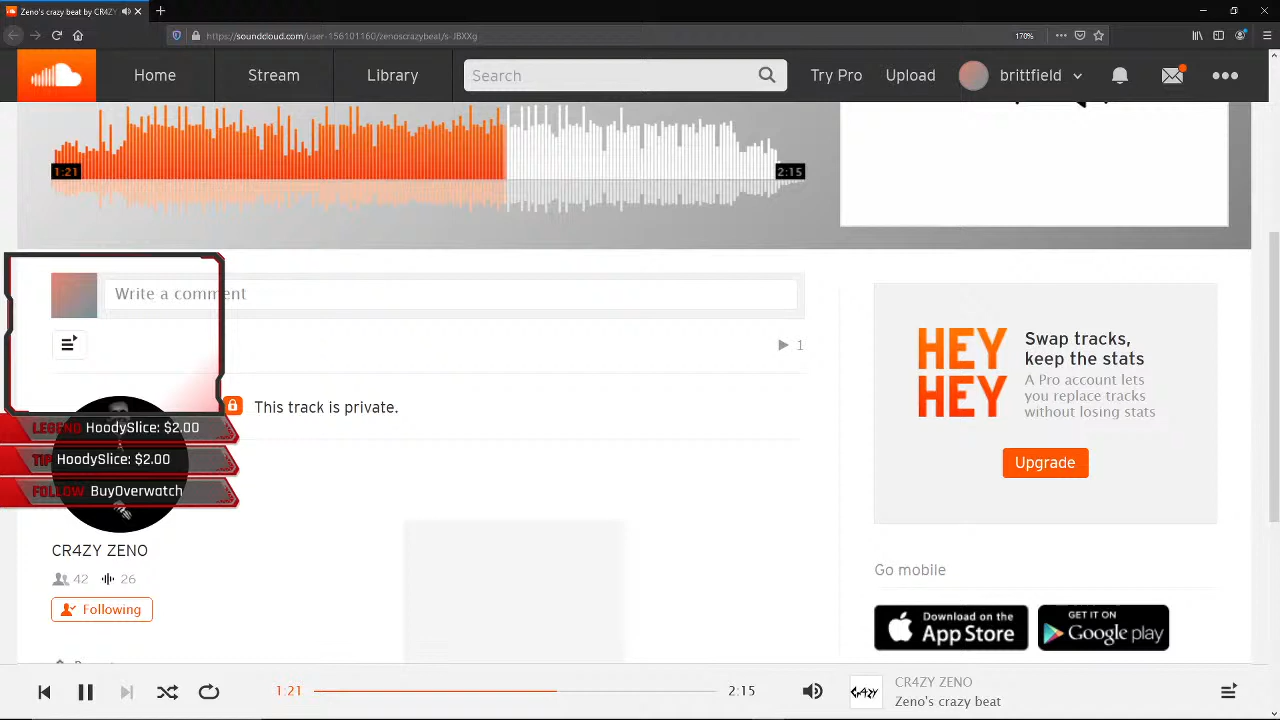 Zeno's crazy beat by CR4ZY
https://soundcloud.com/user-156101160/zenoscrazybeat/s-JBXXg
170%
Home
Stream
Library
Search
Try Pro
Upload
brittfield
1:21
2:15
Write a comment
1
This track is private.
LEGEND HoodySlice: $2.00
TIP HoodySlice: $2.00
FOLLOW BuyOverwatch
CR4ZY ZENO
42
26
Following
HEY
HEY
Swap tracks,
keep the stats
A Pro account lets
you replace tracks
without losing stats
Upgrade
Go mobile
Download on the
App Store
GET IT ON
Google play
1:21
2:15
CR4ZY
CR4ZY ZENO
Zeno's crazy beat